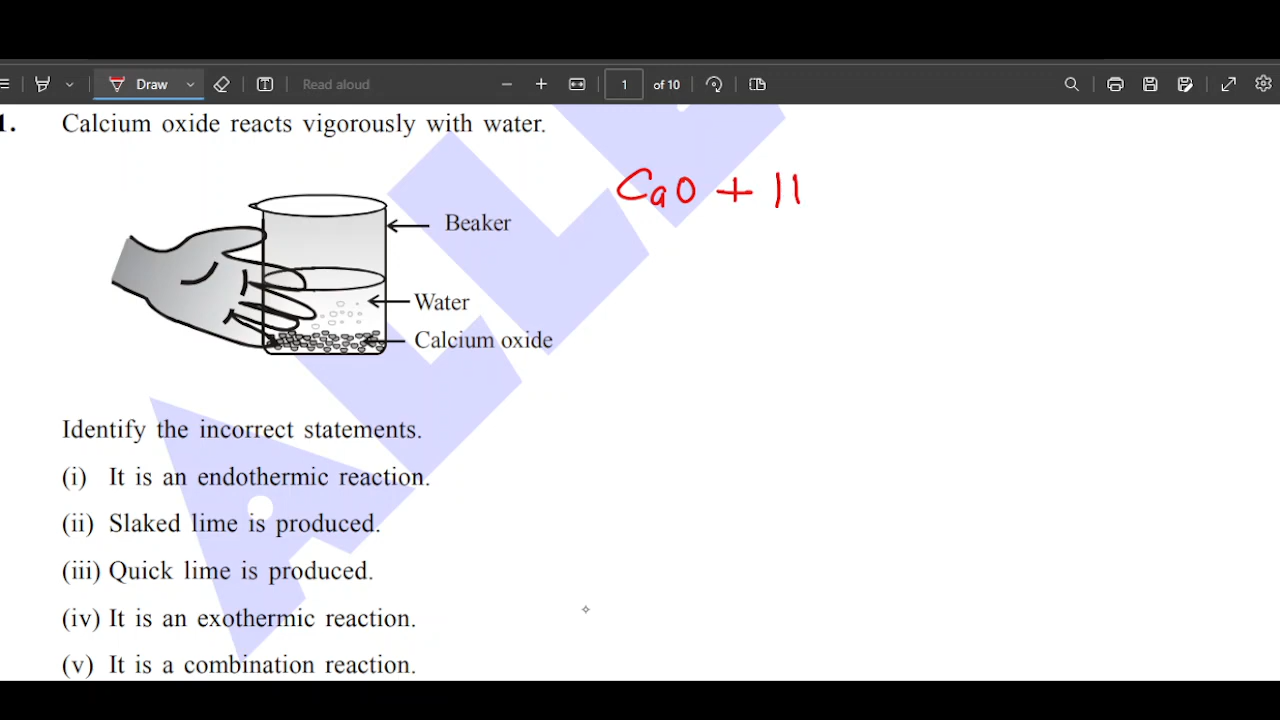 Draw
Read aloud
1
of 10
1. Calcium oxide reacts vigorously with water.
CaO +
Beaker
Water
Calcium oxide
Identify the incorrect statements.
(i) It is an endothermic reaction.
(ii) Slaked lime is produced.
(iii) Quick lime is produced.
(iv) It is an exothermic reaction.
(v) It is a combination reaction.